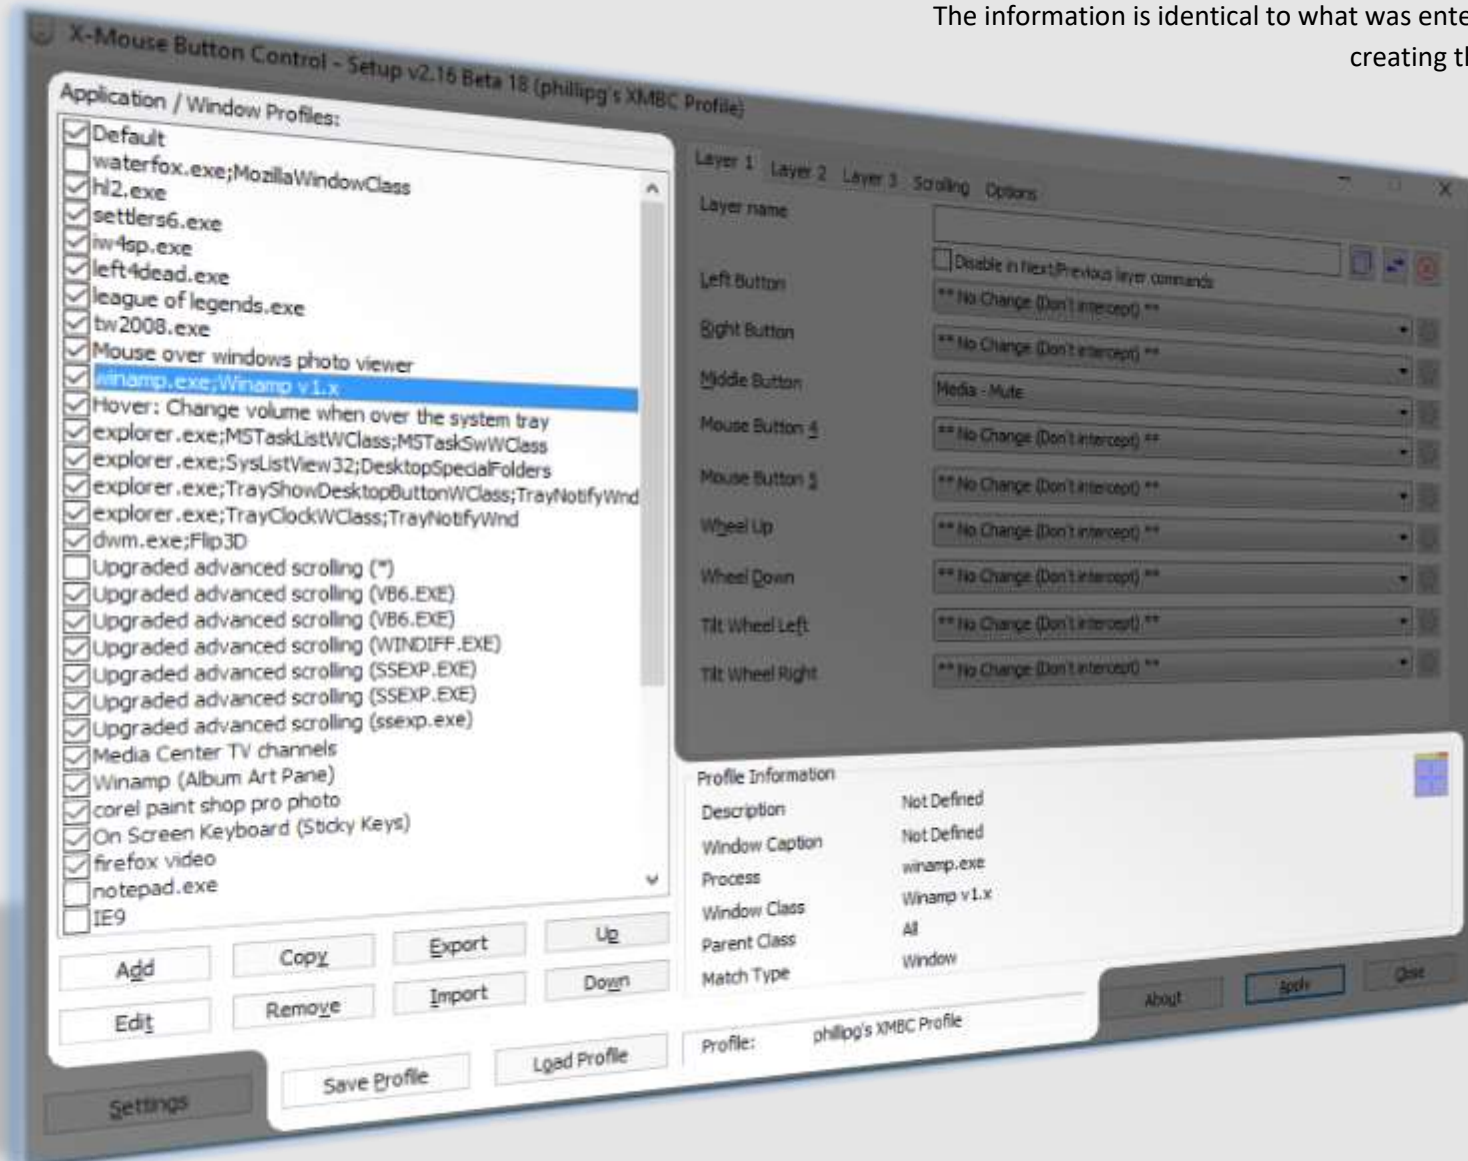 The information is identical to what was ente
creating th
X-Mouse Button Control - Setup v2.16 Beta 18 (phillipg's XMBC Profile)
Application / Window Profiles:
Default
waterfox.exe;MozillaWindowClass
hl2.exe
settlers6.exe
iw4sp.exe
left4dead.exe
league of legends.exe
tw2008.exe
Mouse over windows photo viewer
winamp.exe;Winamp v1.x
Hover: Change volume when over the system tray
explorer.exe;MSTaskListWClass;MSTaskSwWClass
explorer.exe;SysListView32;DesktopSpecialFolders
explorer.exe;TrayShowDesktopButtonWClass;TrayNotifyWnd
explorer.exe;TrayClockWClass;TrayNotifyWnd
dwm.exe;Flip3D
Upgraded advanced scrolling (*)
Upgraded advanced scrolling (VB6.EXE)
Upgraded advanced scrolling (VB6.EXE)
Upgraded advanced scrolling (WINDIFF.EXE)
Upgraded advanced scrolling (SSEXP.EXE)
Upgraded advanced scrolling (SSEXP.EXE)
Upgraded advanced scrolling (ssexp.exe)
Media Center TV channels
Winamp (Album Art Pane)
corel paint shop pro photo
On Screen Keyboard (Sticky Keys)
firefox video
notepad.exe
IE9
Add Copy Export Up
Edit Remove Import Down
Settings Save Profile Load Profile
Layer 1 Layer 2 Layer 3 Scrolling Options
Layer name
Disable in Next/Previous layer commands
Left Button ** No Change (Don't intercept) **
Right Button ** No Change (Don't intercept) **
Middle Button Media - Mute
Mouse Button 4 ** No Change (Don't intercept) **
Mouse Button 5 ** No Change (Don't intercept) **
Wheel Up ** No Change (Don't intercept) **
Wheel Down ** No Change (Don't intercept) **
Tilt Wheel Left ** No Change (Don't intercept) **
Tilt Wheel Right ** No Change (Don't intercept) **
Profile Information
Description Not Defined
Window Caption Not Defined
Process winamp.exe
Window Class Winamp v1.x
Parent Class All
Match Type Window
Profile: phillipg's XMBC Profile
About Apply Close